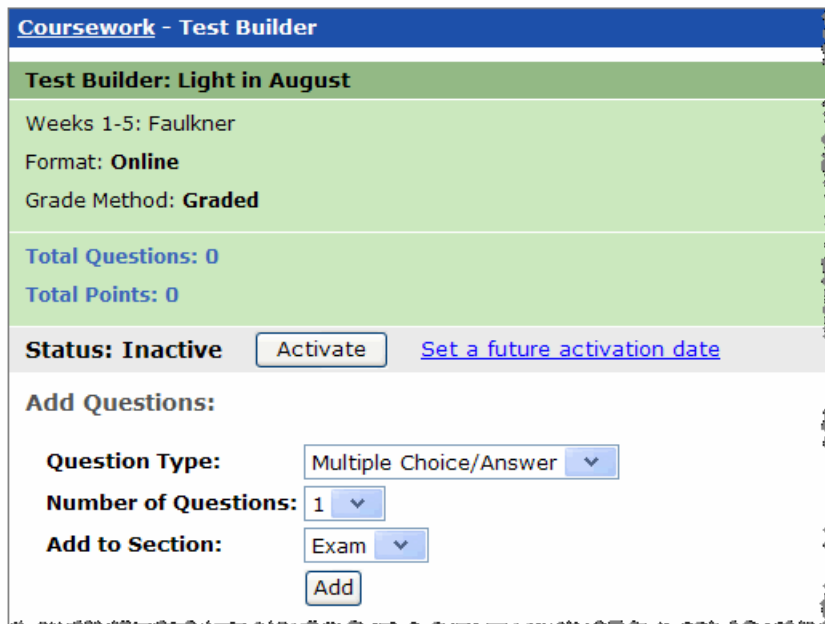 Coursework - Test Builder
Test Builder: Light in August
Weeks 1-5: Faulkner
Format: Online
Grade Method: Graded
Total Questions: 0
Total Points: 0
Status: Inactive Activate Set a future activation date
Add Questions:
Question Type: Multiple Choice/Answer
Number of Questions: 1
Add to Section: Exam
Add